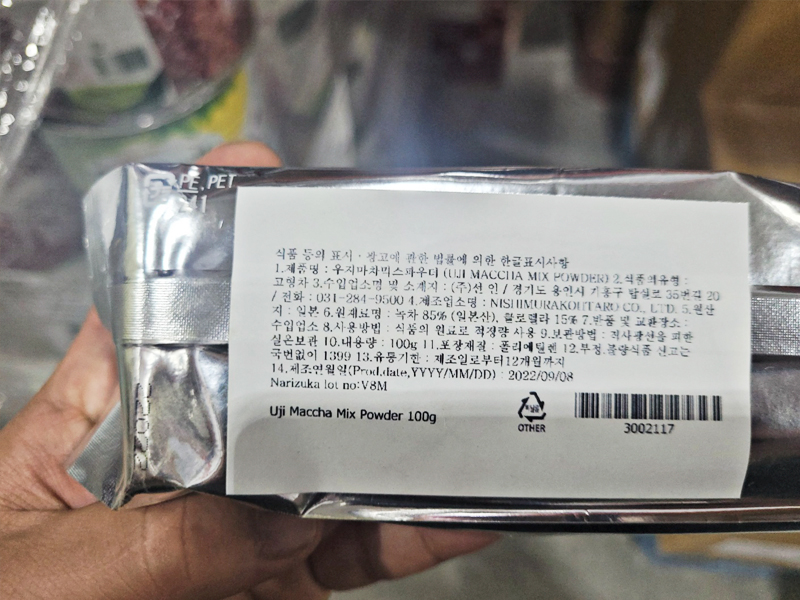 PE, PET
식품 등의 표시·광고에 관한 법률에 의한 한글표시사항
1.제품명 : 우지마차믹스파우더 (UJI MACCHA MIX POWDER) 2.식품의유형 :
고형차 3.수입업소명 및 소재지 : (주)선 인 / 경기도 용인시 기흥구 탑실로 35번길 20
/ 전화 : 031-284-9500 4.제조업소명 : NISHIMURAKOHTARO CO., LTD. 5.원산
지 : 일본 6.원재료명 : 녹차 85% (일본산), 클로렐라 15% 7.반품 및 교환장소 :
수입업소 8.사용방법 : 식품의 원료로 적정량 사용 9.보관방법 : 직사광선을 피한
실온보관 10.내용량 : 100g 11.포장재질 : 폴리에틸렌 12.부정,불량식품 신고는
국번없이 1399 13.유통기한 : 제조일로부터12개월까지
14.제조연월일(Prod,date,YYYY/MM/DD) : 2022/09/08
Narizuka lot no:V8M
Uji Maccha Mix Powder 100g
OTHER
3002117